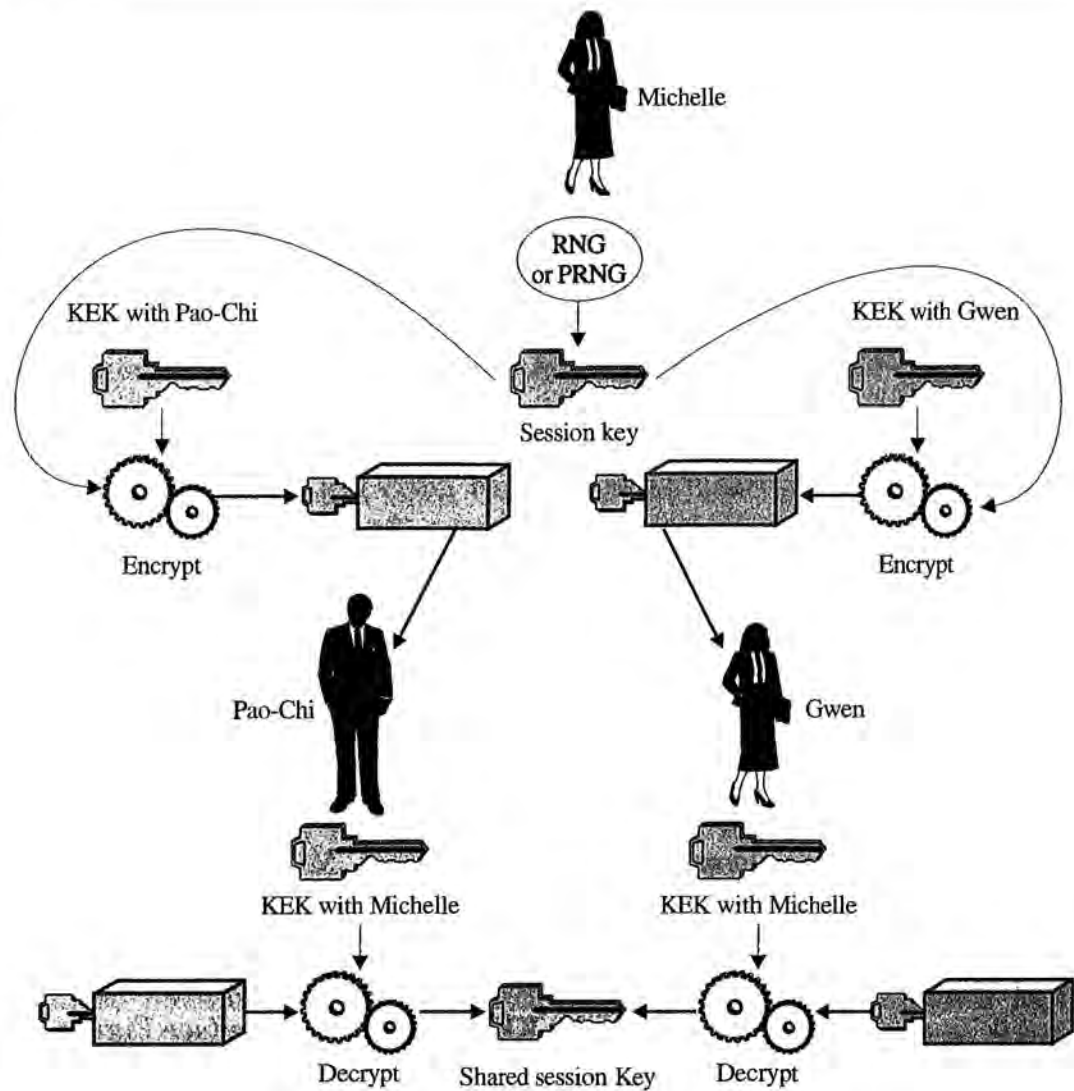 Michelle
RNG
or PRNG
KEK with Pao-Chi
KEK with Gwen
Session key
Encrypt
Encrypt
Pao-Chi
Gwen
KEK with Michelle
KEK with Michelle
Decrypt
Shared session Key
Decrypt